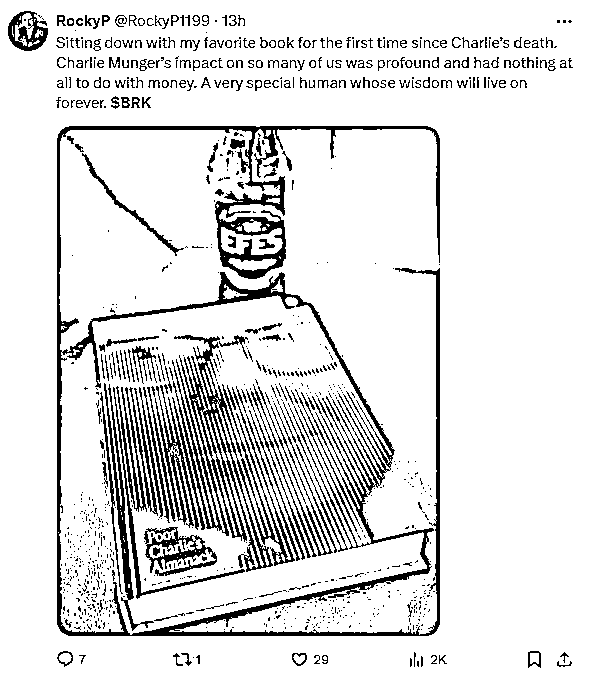 RockyP @RockyP1199 · 13h
Sitting down with my favorite book for the first time since Charlie's death.
Charlie Munger's impact on so many of us was profound and had nothing at
all to do with money. A very special human whose wisdom will live on
forever. $BRK
EFES
Poor
Charlie's
Almanack
7 1 29 2K